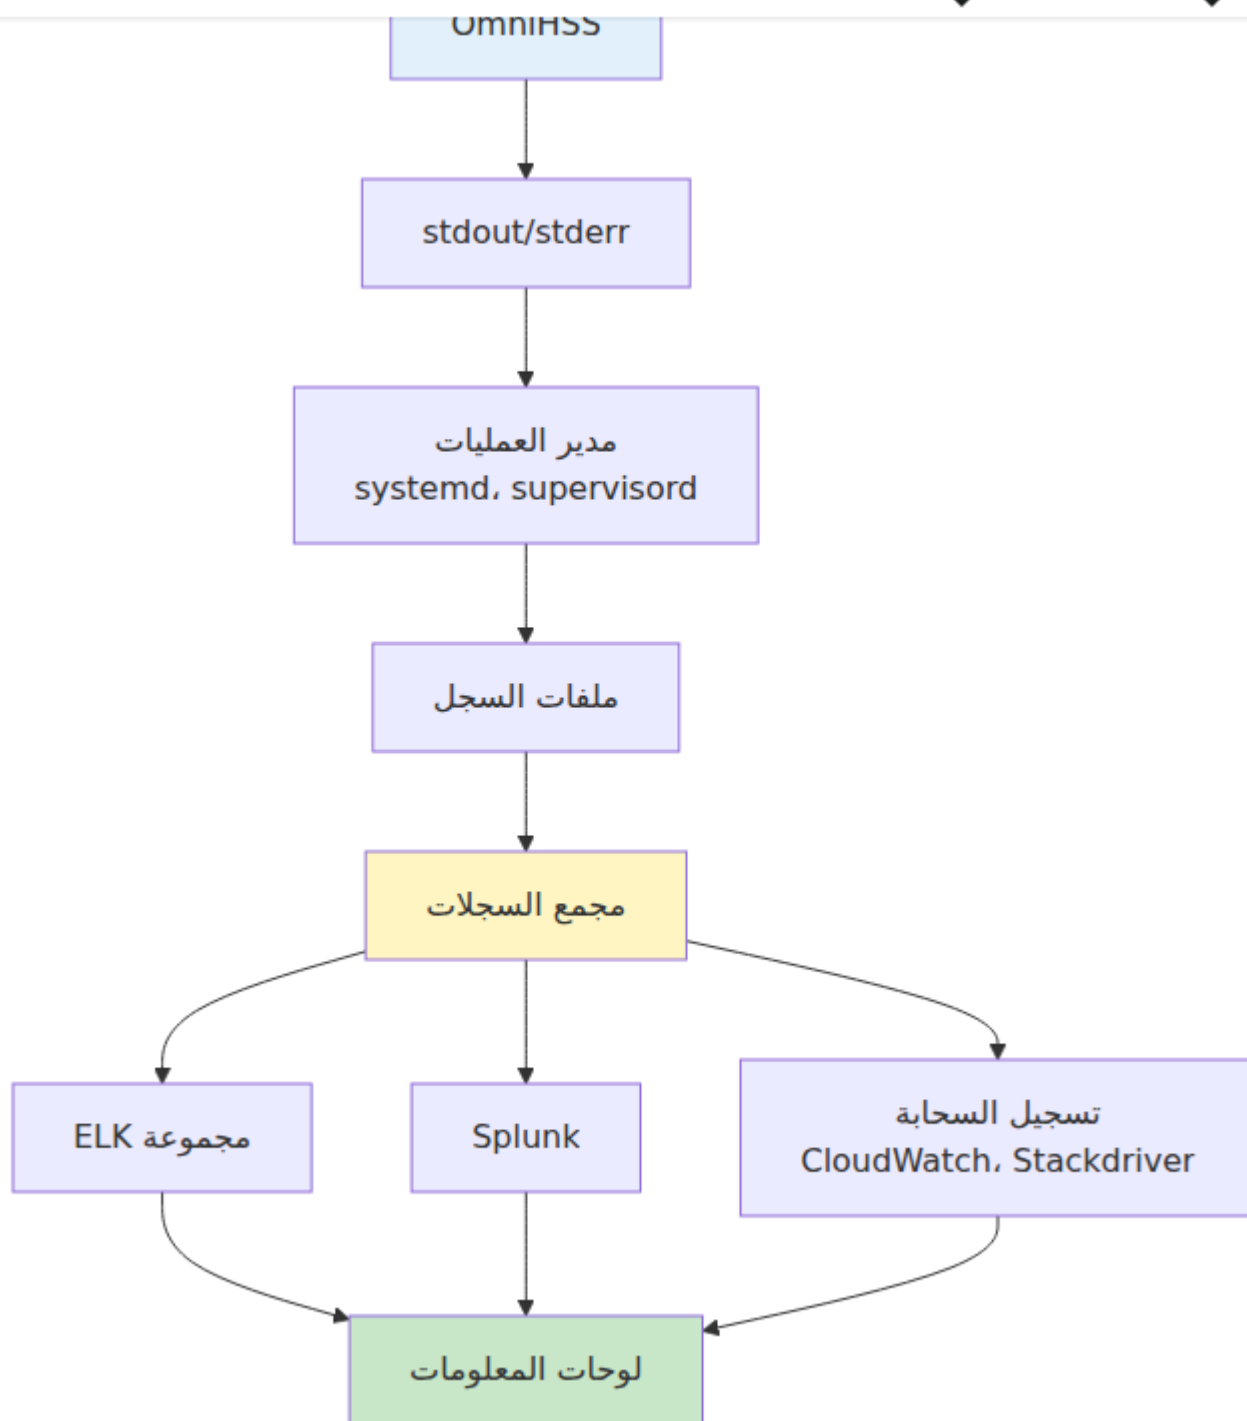 OmniHSS
stdout/stderr
مدير العمليات
systemd، supervisord
ملفات السجل
مجمع السجلات
مجموعة ELK
Splunk
تسجيل السحابة
CloudWatch، Stackdriver
لوحات المعلومات